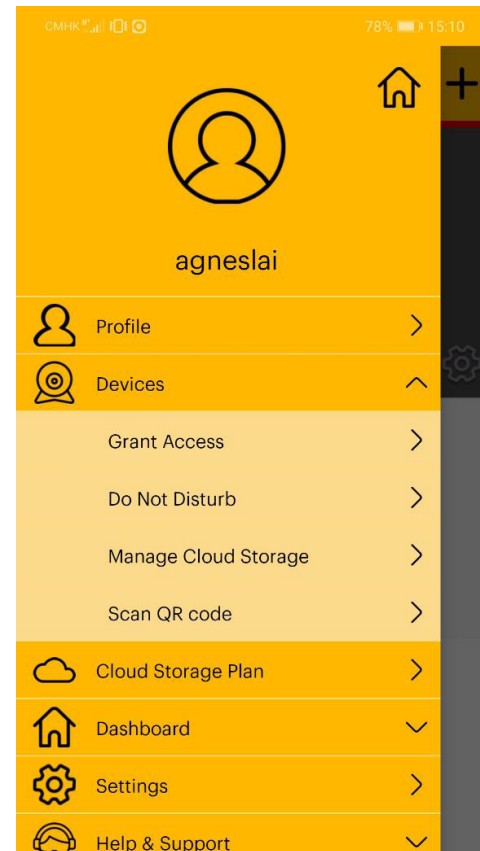 CMHK
78% 15:10
agneslai
Profile
Devices
Grant Access
Do Not Disturb
Manage Cloud Storage
Scan QR code
Cloud Storage Plan
Dashboard
Settings
Help & Support